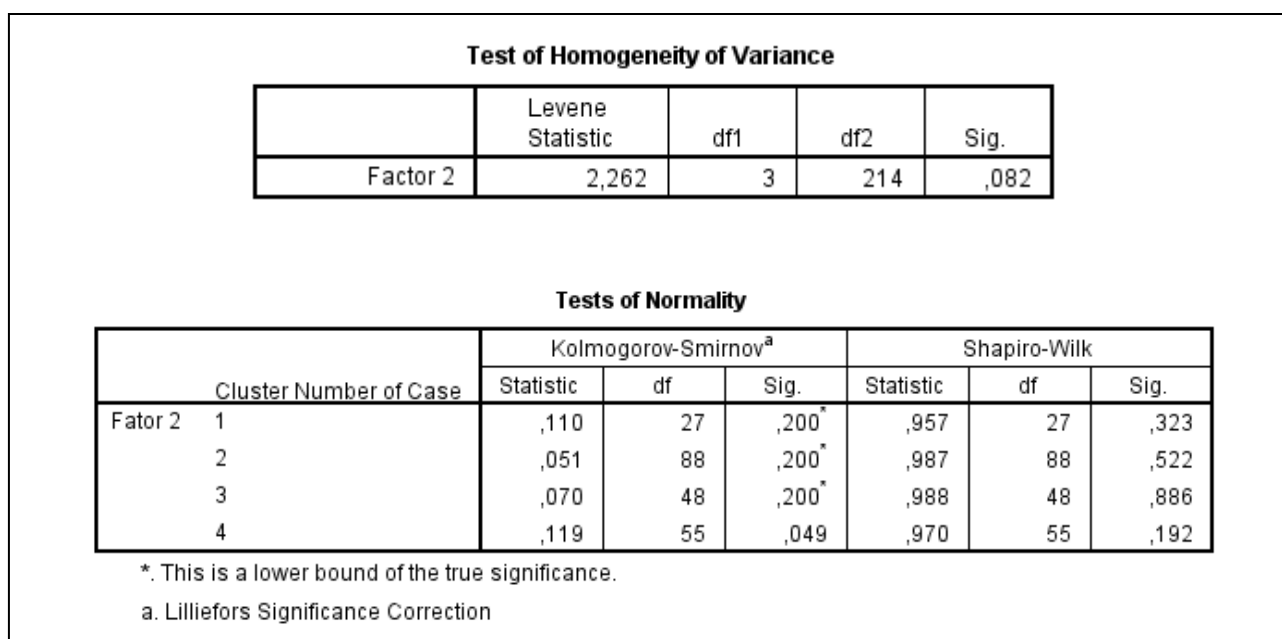 Test of Homogeneity of Variance
Levene
Statistic df1 df2 Sig.
Factor 2 2,262 3 214 ,082
Tests of Normality
Kolmogorov-Smirnovᵃ Shapiro-Wilk
Cluster Number of Case Statistic df Sig. Statistic df Sig.
Fator 2 1 ,110 27 ,200* ,957 27 ,323
2 ,051 88 ,200* ,987 88 ,522
3 ,070 48 ,200* ,988 48 ,886
4 ,119 55 ,049 ,970 55 ,192
*. This is a lower bound of the true significance.
a. Lilliefors Significance Correction